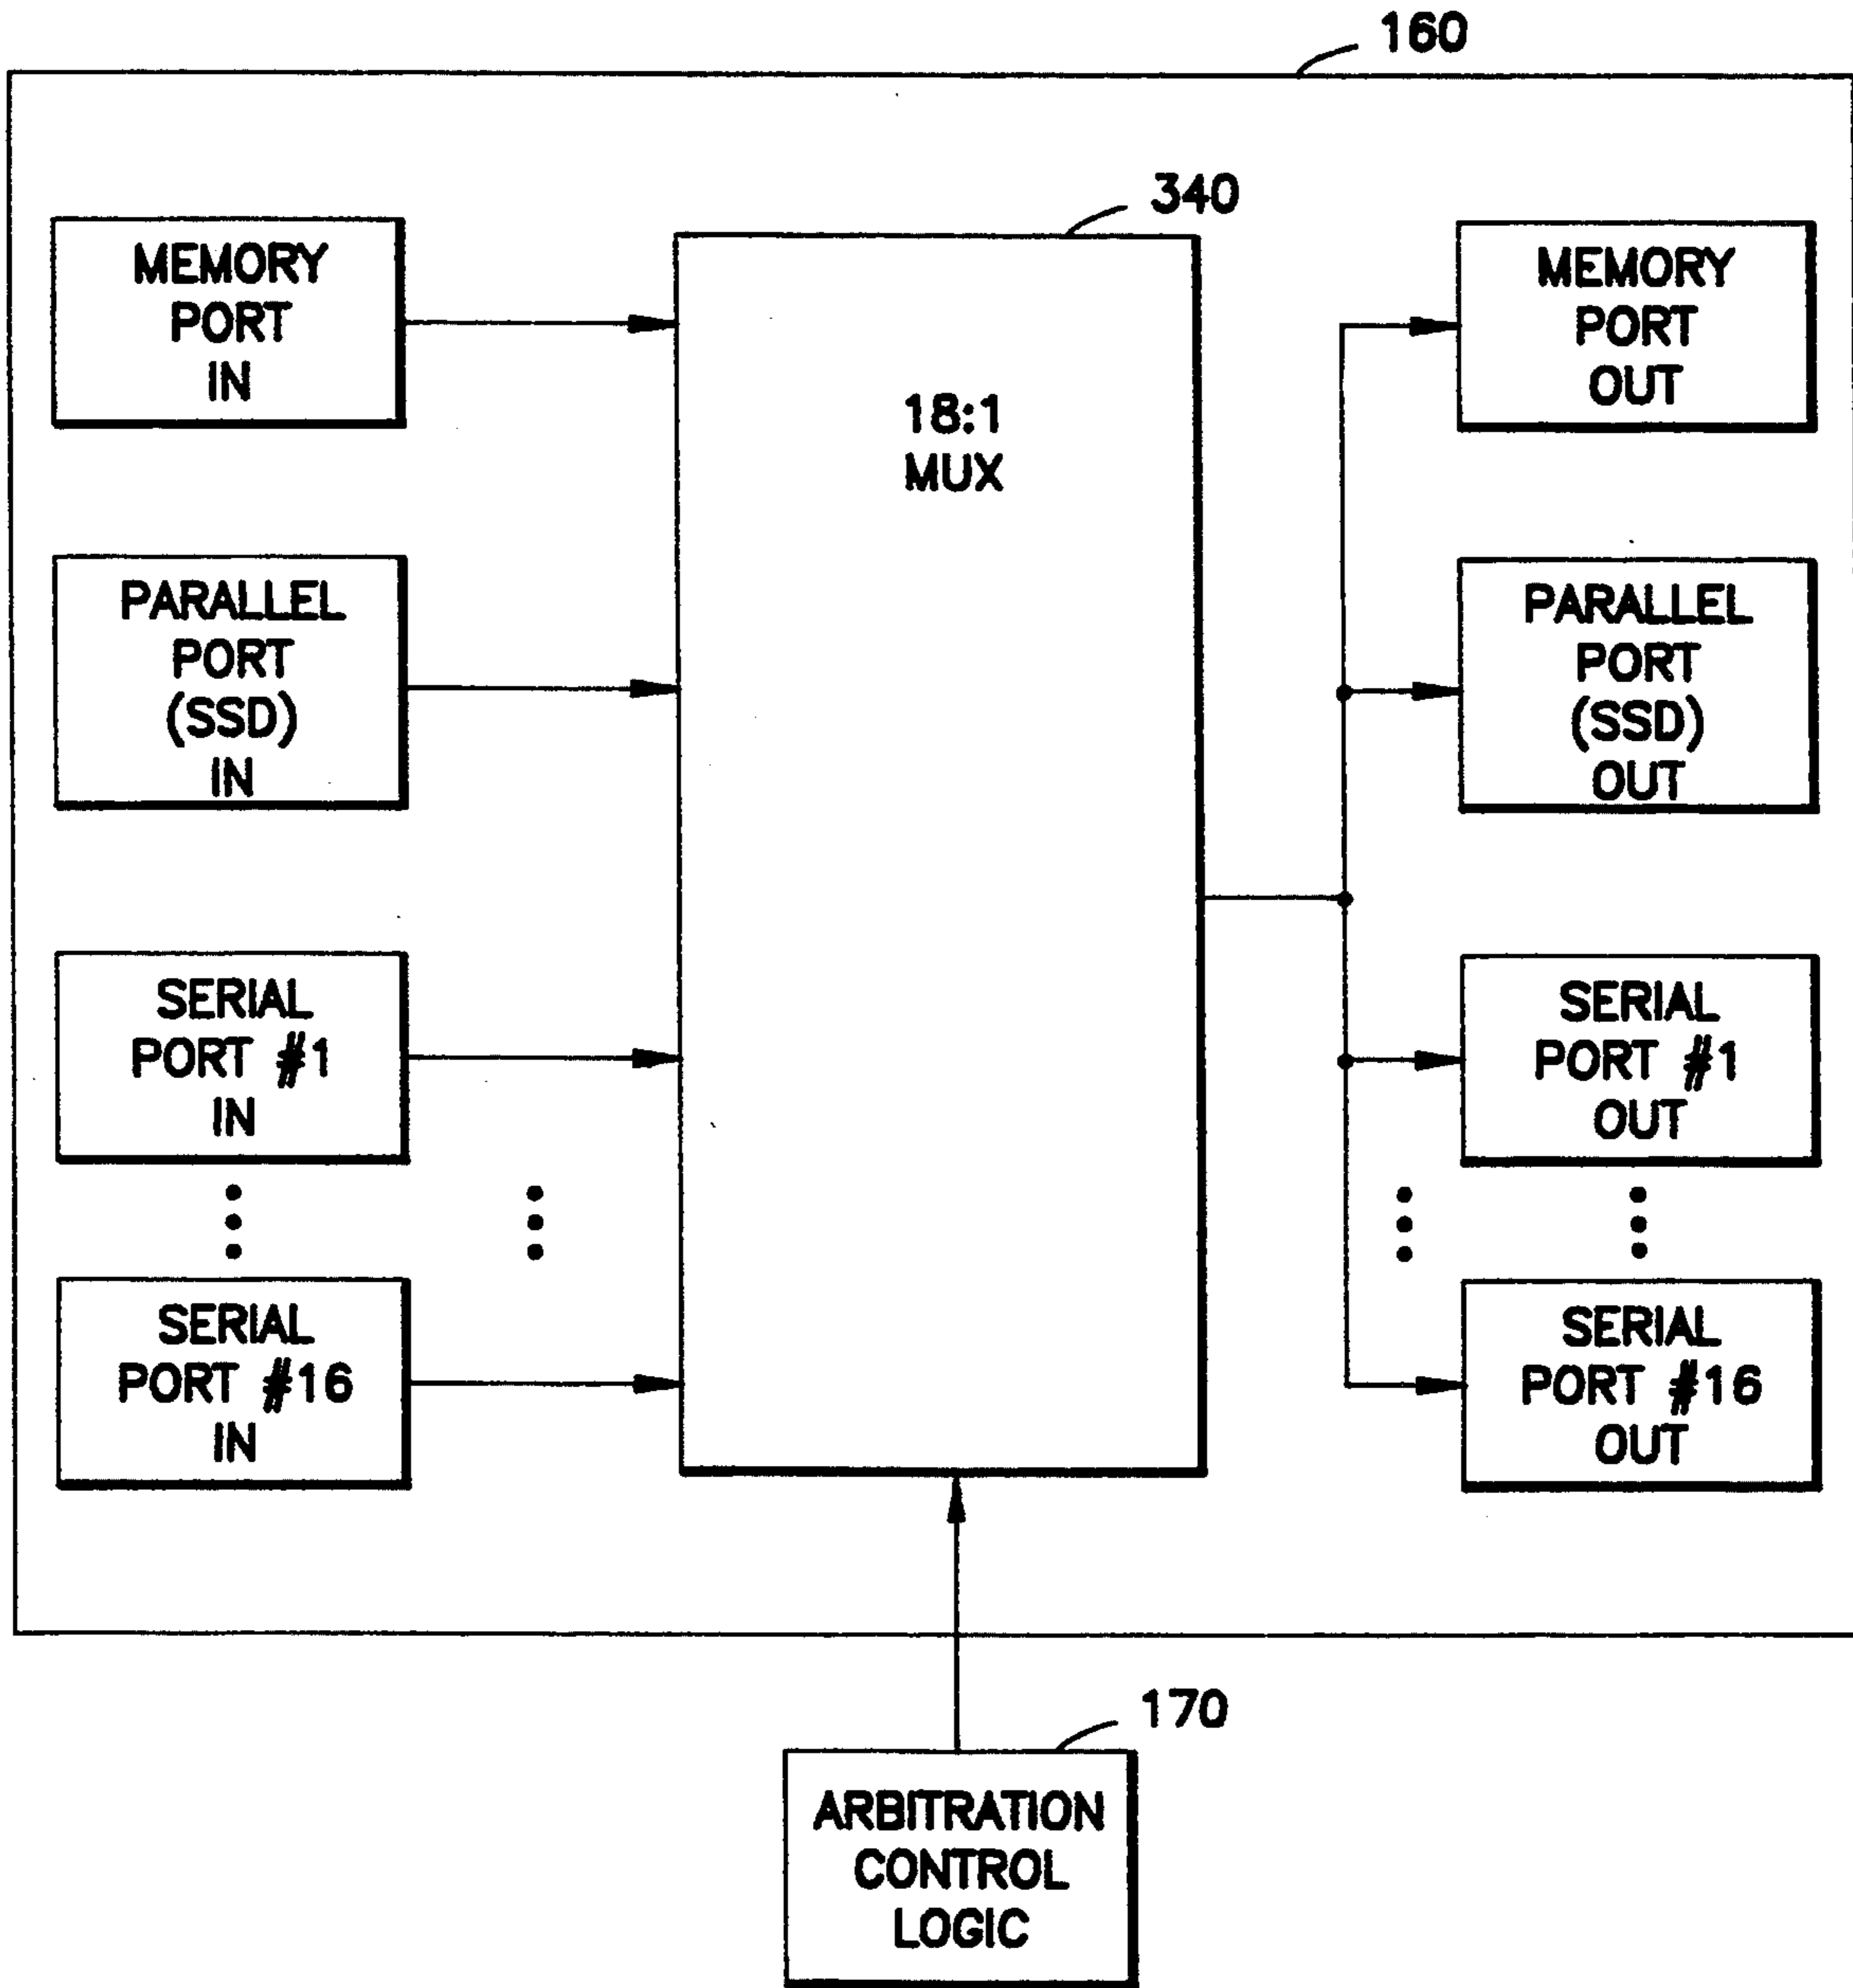 160
340
MEMORY
PORT
IN
18:1
MUX
MEMORY
PORT
OUT
PARALLEL
PORT
(SSD)
IN
PARALLEL
PORT
(SSD)
OUT
SERIAL
PORT #1
IN
SERIAL
PORT #1
OUT
SERIAL
PORT #16
IN
SERIAL
PORT #16
OUT
170
ARBITRATION
CONTROL
LOGIC